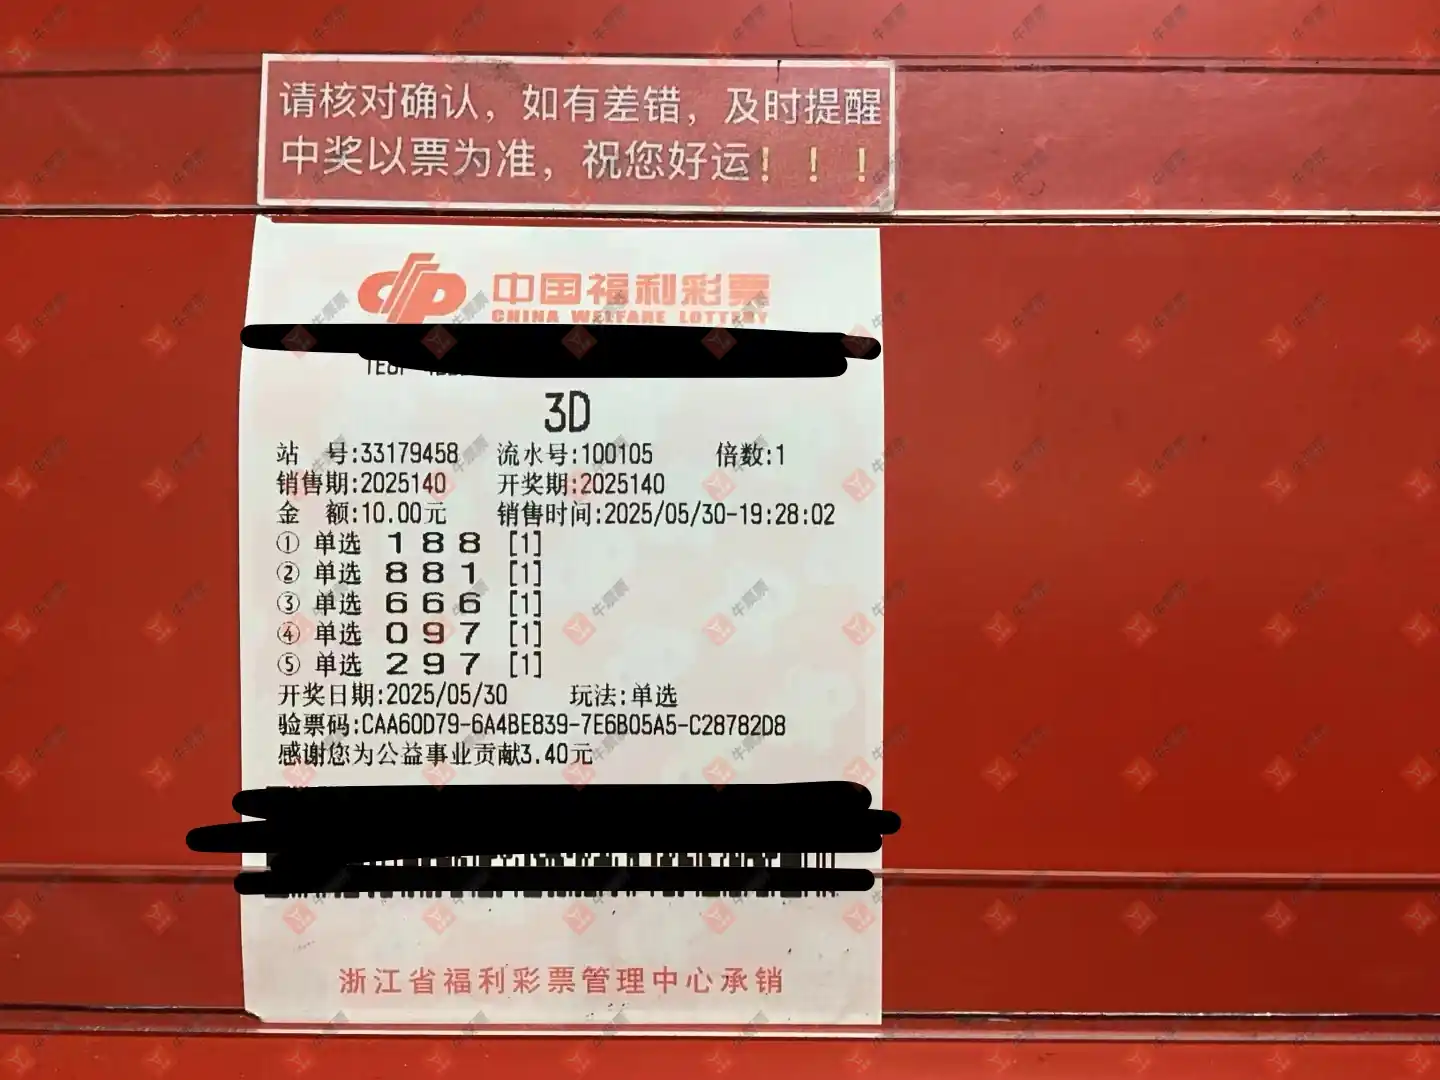 请核对确认，如有差错，及时提醒
中奖以票为准，祝您好运！！！
中国福利彩票
CHINA WELFARE LOTTERY
3D
站 号:33179458 流水号:100105 倍数:1
销售期:2025140 开奖期:2025140
金 额:10.00元 销售时间:2025/05/30-19:28:02
① 单选 1 8 8 [1]
② 单选 8 8 1 [1]
③ 单选 6 6 6 [1]
④ 单选 0 9 7 [1]
⑤ 单选 2 9 7 [1]
开奖日期:2025/05/30 玩法:单选
验票码:CAA60D79-6A4BE839-7E6B05A5-C28782D8
感谢您为公益事业贡献3.40元
浙江省福利彩票管理中心承销